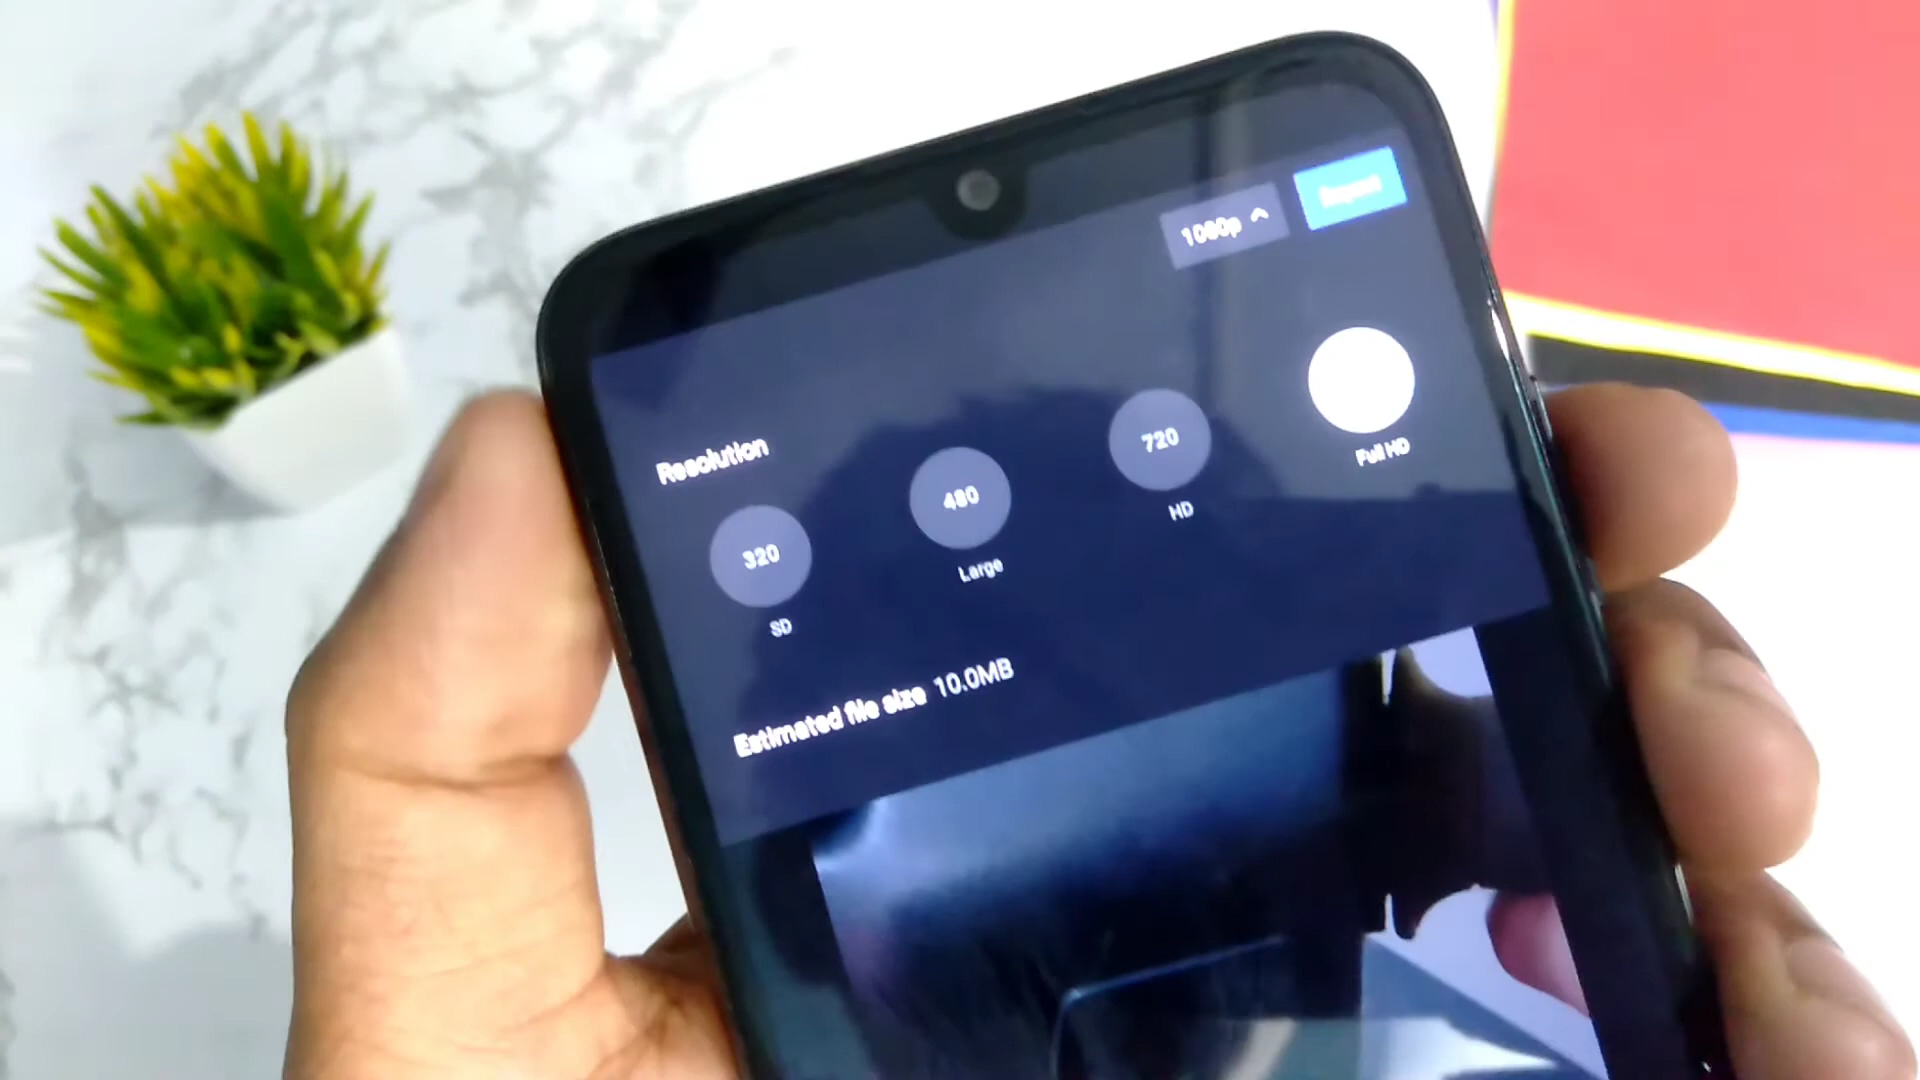 1080p
Resolution
320
480
720
SD
Large
HD
Full HD
Estimated file size 10.0MB